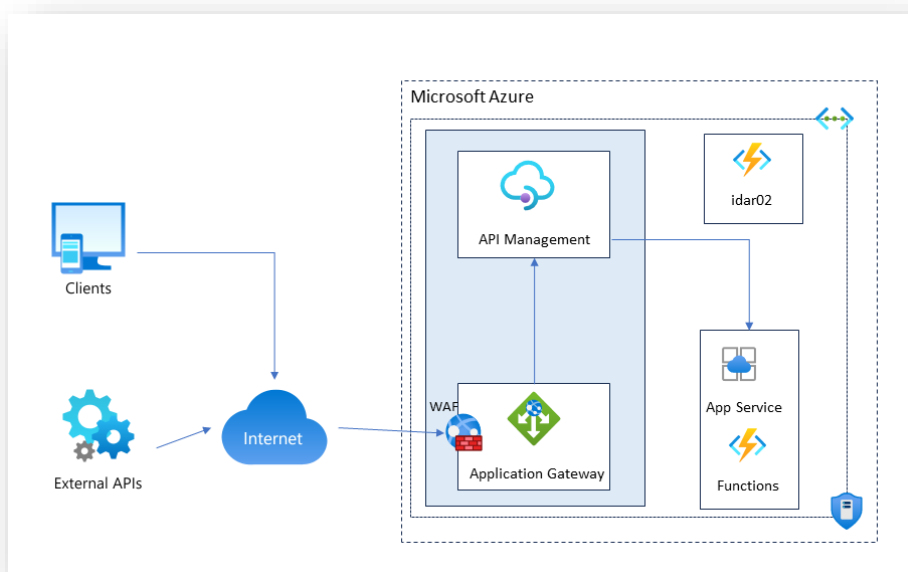 Microsoft Azure
idar02
API Management
Clients
WAF
App Service
Internet
Application Gateway
External APIs
Functions